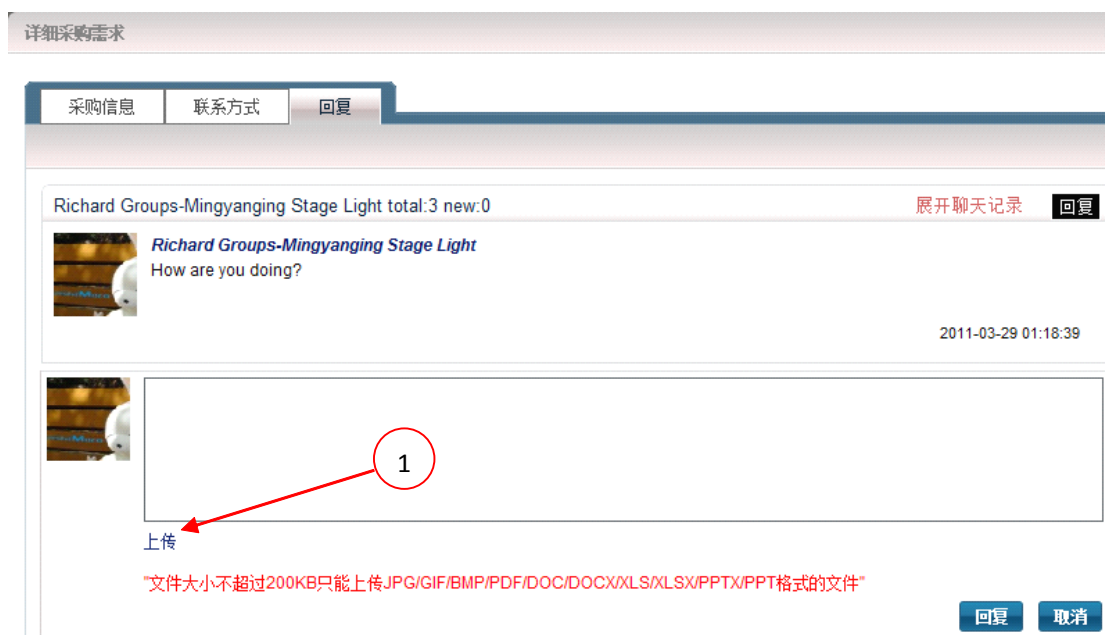 详细采购需求
采购信息 联系方式 回复
Richard Groups-Mingyanging Stage Light total:3 new:0 展开聊天记录 回复
Richard Groups-Mingyanging Stage Light
How are you doing?
2011-03-29 01:18:39
1
上传
"文件大小不超过200KB只能上传JPG/GIF/BMP/PDF/DOC/DOCX/XLS/XLSX/PPTX/PPT格式的文件"
回复 取消